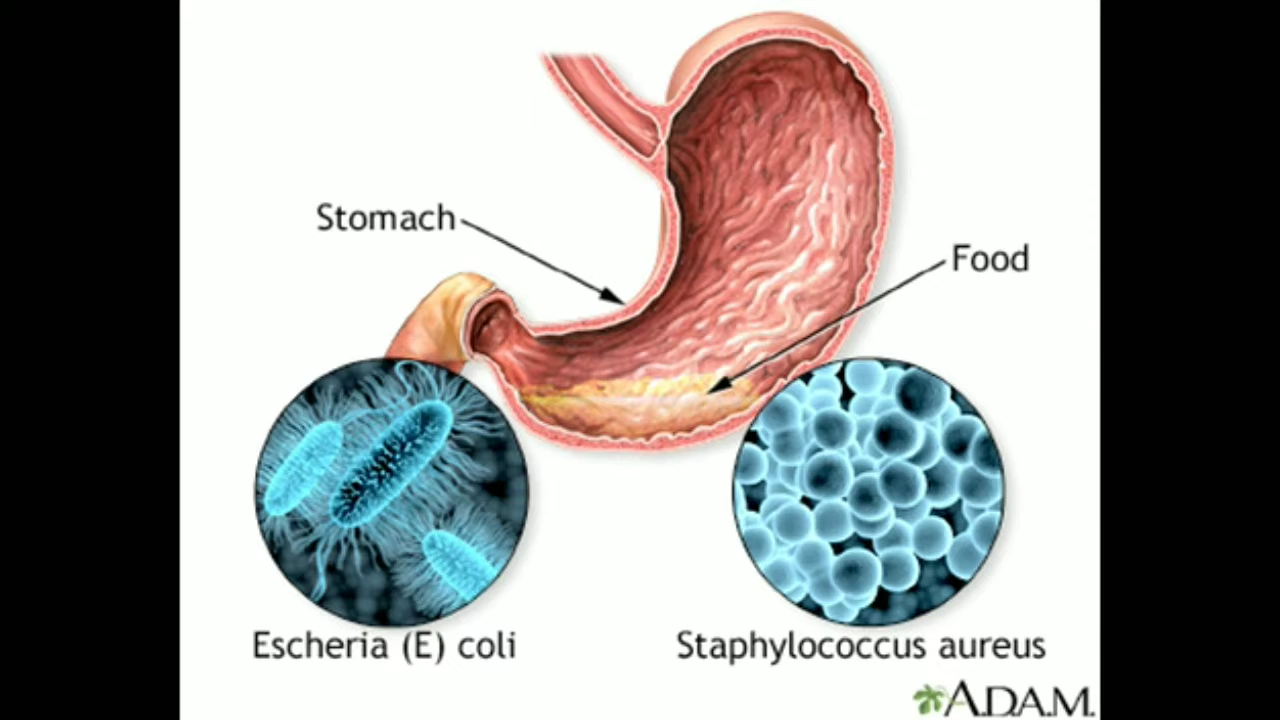 Stomach
Food
Escheria (E) coli
Staphylococcus aureus
A.D.A.M.